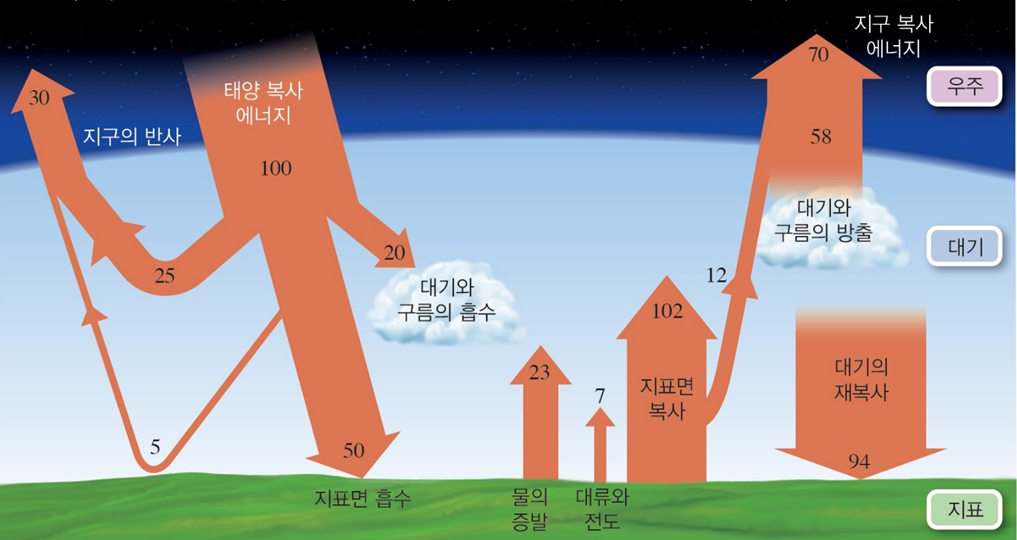 지구 복사
에너지
70
우주
30
태양 복사
에너지
지구의 반사
58
100
대기와
구름의 방출
대기
25
20
12
대기와
구름의 흡수
102
대기의
재복사
23
7
지표면
복사
5
50
94
지표면 흡수
물의
증발
대류와
전도
지표